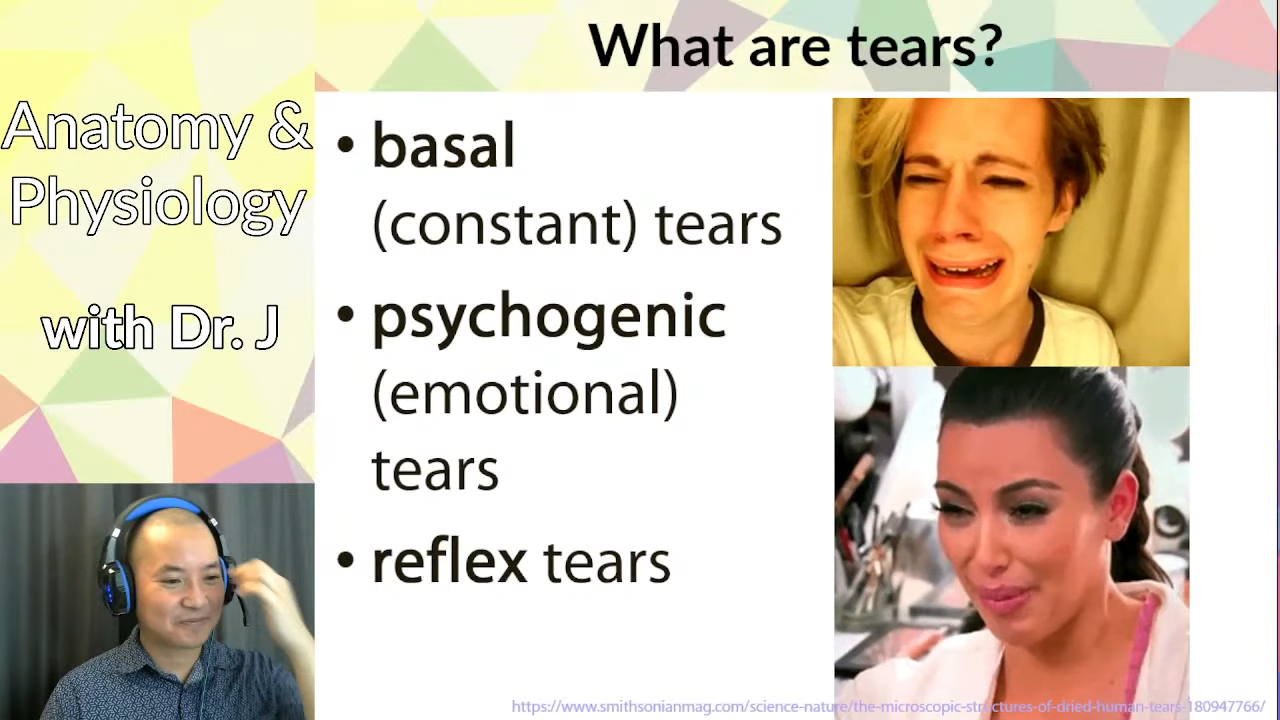 What are tears?
Anatomy &
Physiology
with Dr. J
• basal
(constant) tears
• psychogenic
(emotional)
tears
• reflex tears
https://www.smithsonianmag.com/science-nature/the-microscopic-structures-of-dried-human-tears-180947766/